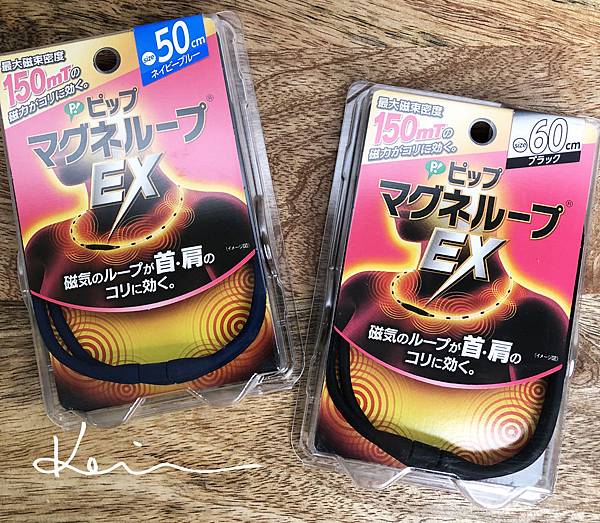 最大磁束密度
150mTの
磁力がコリに効く。
size 50cm
ネイビーブルー
P! ピップ
マグネループ®
EX
(イメージ図)
磁気のループが首・肩の
コリに効く。
最大磁束密度
150mTの
磁力がコリに効く。
size 60cm
ブラック
P! ピップ
マグネループ®
EX
磁気のループが首・肩の
(イメージ図)
コリに効く。